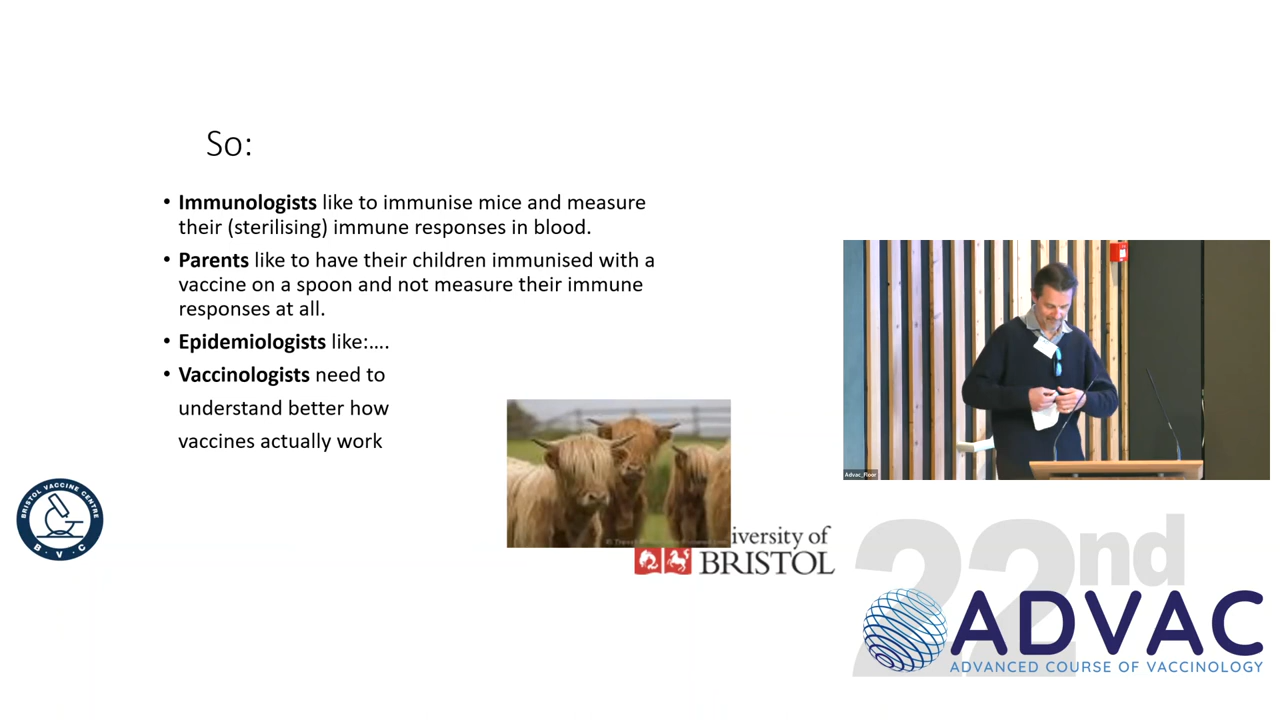 So:
• Immunologists like to immunise mice and measure
their (sterilising) immune responses in blood.
• Parents like to have their children immunised with a
vaccine on a spoon and not measure their immune
responses at all.
• Epidemiologists like:....
• Vaccinologists need to
understand better how
vaccines actually work
BRISTOL VACCINE CENTRE
B · V · C
iversity of
BRISTOL
Advac_Floor
22nd
ADVAC
ADVANCED COURSE OF VACCINOLOGY